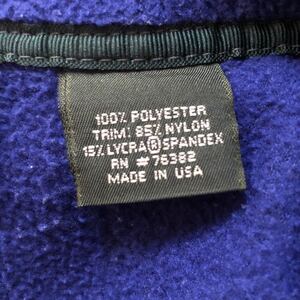 100% POLYESTER
TRIM: 85% NYLON
15% LYCRA®SPANDEX
RN #76382
MADE IN USA